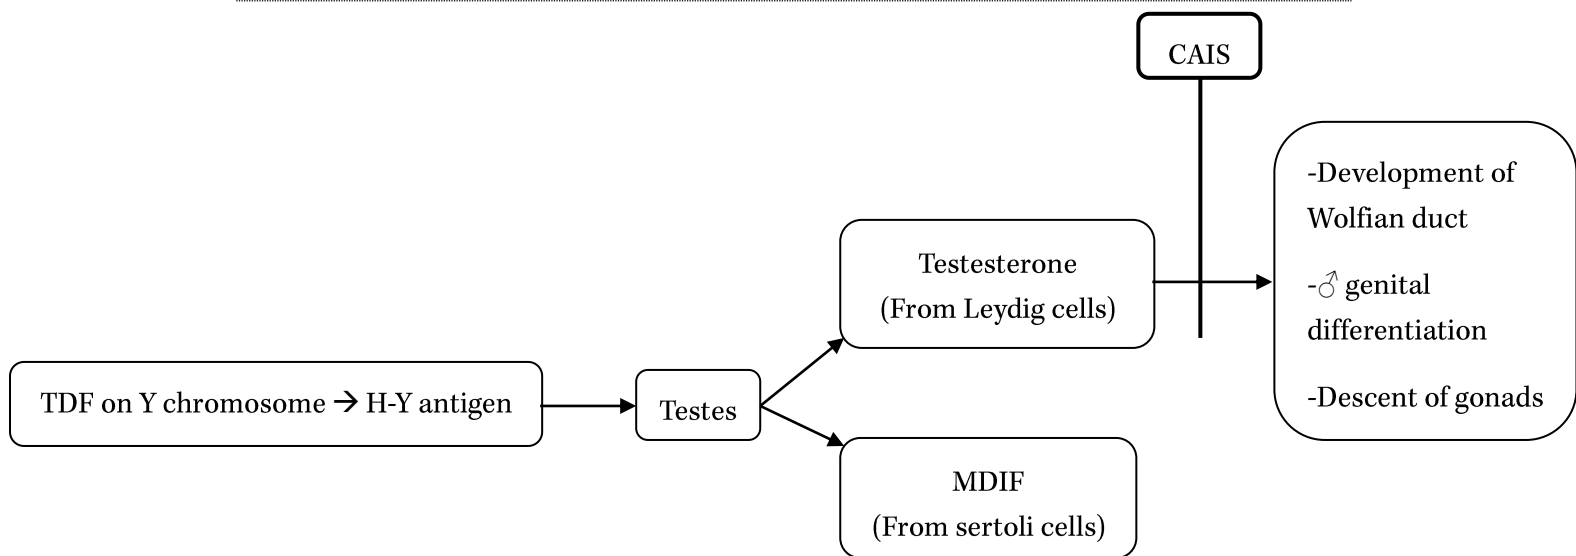 CAIS
-Development of
Wolfian duct
-♂ genital
differentiation
-Descent of gonads
Testesterone
(From Leydig cells)
TDF on Y chromosome → H-Y antigen
Testes
MDIF
(From sertoli cells)